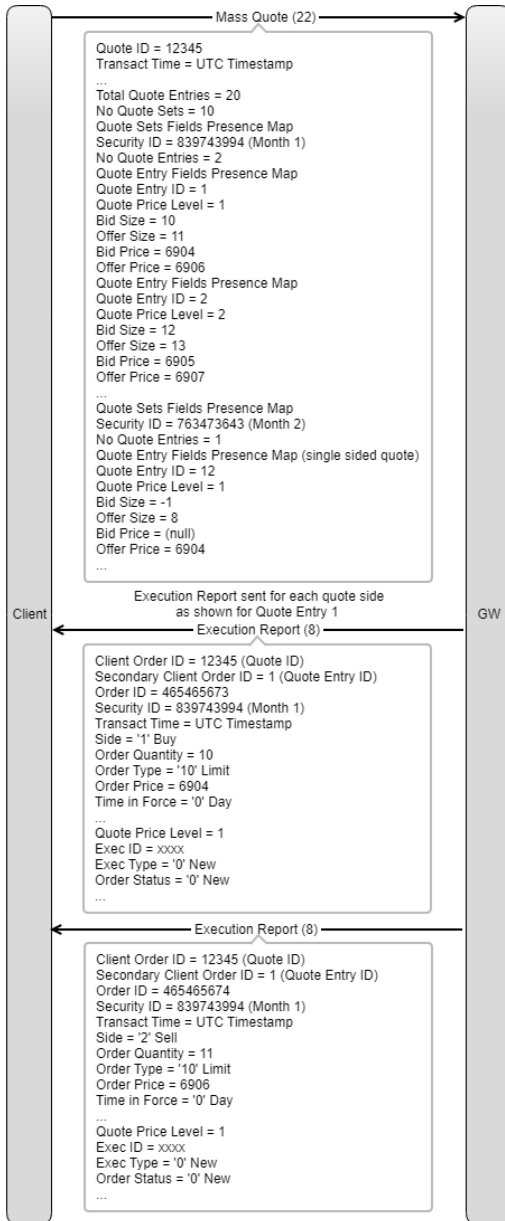 Mass Quote (22)
Quote ID = 12345
Transact Time = UTC Timestamp
...
Total Quote Entries = 20
No Quote Sets = 10
Quote Sets Fields Presence Map
Security ID = 839743994 (Month 1)
No Quote Entries = 2
Quote Entry Fields Presence Map
Quote Entry ID = 1
Quote Price Level = 1
Bid Size = 10
Offer Size = 11
Bid Price = 6904
Offer Price = 6906
Quote Entry Fields Presence Map
Quote Entry ID = 2
Quote Price Level = 2
Bid Size = 12
Offer Size = 13
Bid Price = 6905
Offer Price = 6907
...
Quote Sets Fields Presence Map
Security ID = 763473643 (Month 2)
No Quote Entries = 1
Quote Entry Fields Presence Map (single sided quote)
Quote Entry ID = 12
Quote Price Level = 1
Bid Size = -1
Offer Size = 8
Bid Price = (null)
Offer Price = 6904
...
Client
GW
Execution Report sent for each quote side
as shown for Quote Entry 1
Execution Report (8)
Client Order ID = 12345 (Quote ID)
Secondary Client Order ID = 1 (Quote Entry ID)
Order ID = 465465673
Security ID = 839743994 (Month 1)
Transact Time = UTC Timestamp
Side = '1' Buy
Order Quantity = 10
Order Type = '10' Limit
Order Price = 6904
Time in Force = '0' Day
...
Quote Price Level = 1
Exec ID = xxxx
Exec Type = '0' New
Order Status = '0' New
...
Execution Report (8)
Client Order ID = 12345 (Quote ID)
Secondary Client Order ID = 1 (Quote Entry ID)
Order ID = 465465674
Security ID = 839743994 (Month 1)
Transact Time = UTC Timestamp
Side = '2' Sell
Order Quantity = 11
Order Type = '10' Limit
Order Price = 6906
Time in Force = '0' Day
...
Quote Price Level = 1
Exec ID = xxxx
Exec Type = '0' New
Order Status = '0' New
...